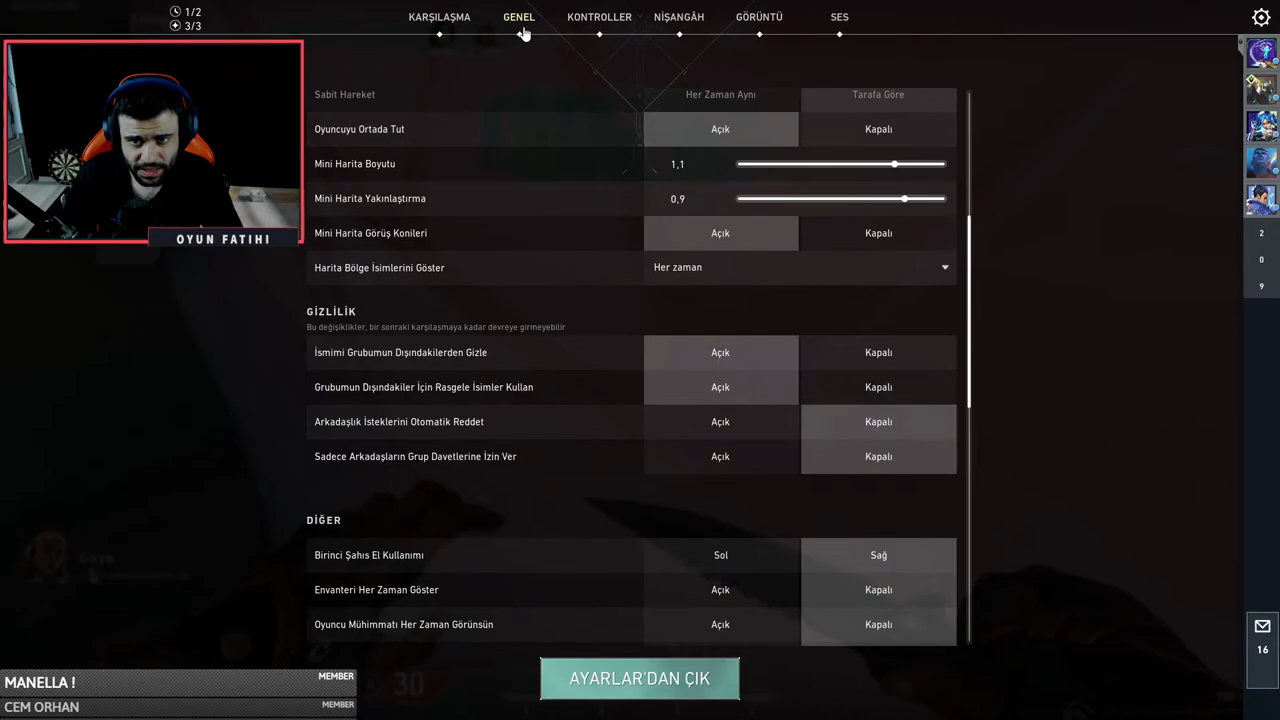 1/2
3/3
KARŞILAŞMA GENEL KONTROLLER NİŞANGÂH GÖRÜNTÜ SES
OYUN FATIHI
Sabit Hareket Her Zaman Aynı Tarafa Göre
Oyuncuyu Ortada Tut Açık Kapalı
Mini Harita Boyutu 1,1
Mini Harita Yakınlaştırma 0,9
Mini Harita Görüş Konileri Açık Kapalı
Harita Bölge İsimlerini Göster Her zaman
GİZLİLİK
Bu değişiklikler, bir sonraki karşılaşmaya kadar devreye girmeyebilir
İsmimi Grubumun Dışındakilerden Gizle Açık Kapalı
Grubumun Dışındakiler İçin Rasgele İsimler Kullan Açık Kapalı
Arkadaşlık İsteklerini Otomatik Reddet Açık Kapalı
Sadece Arkadaşların Grup Davetlerine İzin Ver Açık Kapalı
DİĞER
Birinci Şahıs El Kullanımı Sol Sağ
Envanteri Her Zaman Göster Açık Kapalı
Oyuncu Mühimmatı Her Zaman Görünsün Açık Kapalı
AYARLAR'DAN ÇIK
2
0
9
16
MANELLA ! MEMBER
CEM ORHAN MEMBER
30